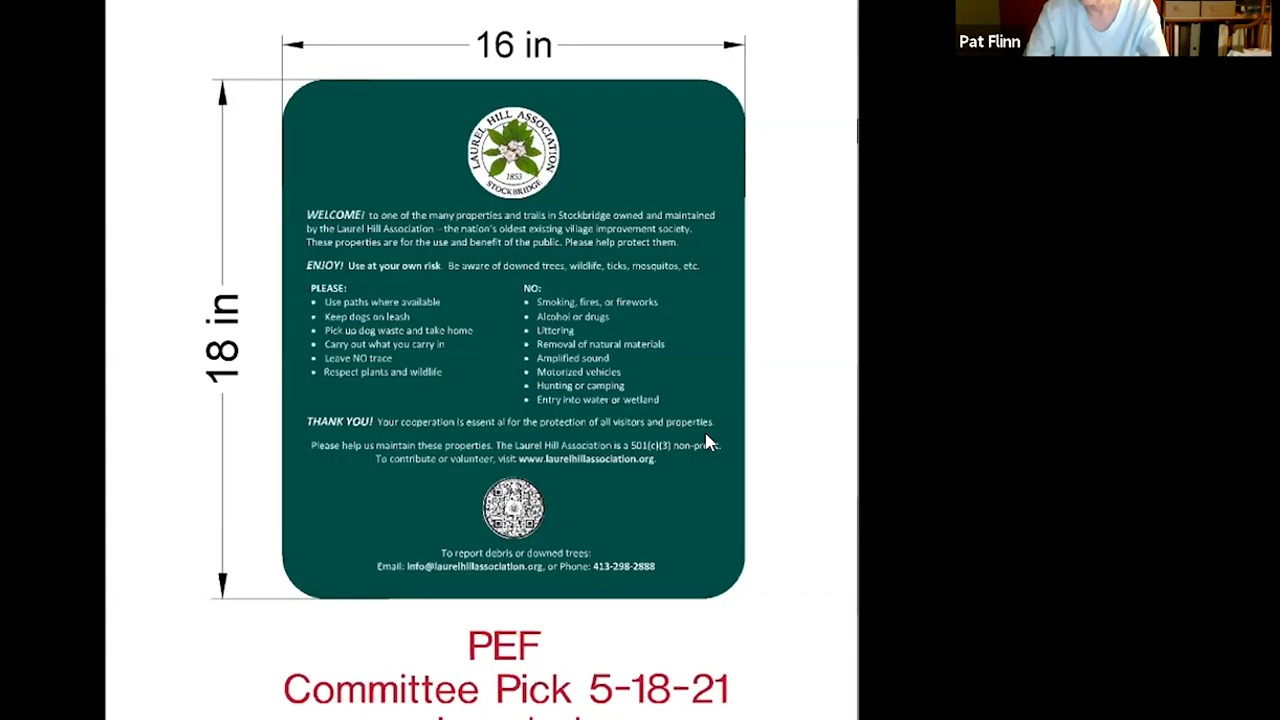 16 in
Pat Flinn
18 in
LAUREL HILL ASSOCIATION
1853
STOCKBRIDGE
WELCOME! to one of the many properties and trails in Stockbridge owned and maintained
by the Laurel Hill Association – the nation's oldest existing village improvement society.
These properties are for the use and benefit of the public. Please help protect them.
ENJOY! Use at your own risk. Be aware of downed trees, wildlife, ticks, mosquitos, etc.
PLEASE:
• Use paths where available
• Keep dogs on leash
• Pick up dog waste and take home
• Carry out what you carry in
• Leave NO trace
• Respect plants and wildlife
NO:
• Smoking, fires, or fireworks
• Alcohol or drugs
• Littering
• Removal of natural materials
• Amplified sound
• Motorized vehicles
• Hunting or camping
• Entry into water or wetland
THANK YOU! Your cooperation is essent al for the protection of all visitors and properties.
Please help us maintain these properties. The Laurel Hill Association is a 501(c)(3)
To contribute or volunteer, visit www.laurelhillassociation.org.
To report debris or downed trees:
Email: info@laurelhillassociation.org, or Phone: 413-298-2888
PEF
Committee Pick 5-18-21